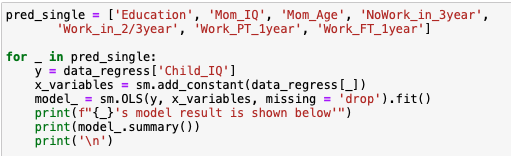 pred_single = ['Education', 'Mom_IQ', 'Mom_Age', 'NoWork_in_3year',
        'Work_in_2/3year', 'Work_PT_1year', 'Work_FT_1year']

for _ in pred_single:
    y = data_regress['Child_IQ']
    x_variables = sm.add_constant(data_regress[_])
    model_ = sm.OLS(y, x_variables, missing = 'drop').fit()
    print(f"{_}'s model result is shown below'")
    print(model_.summary())
    print('\n')